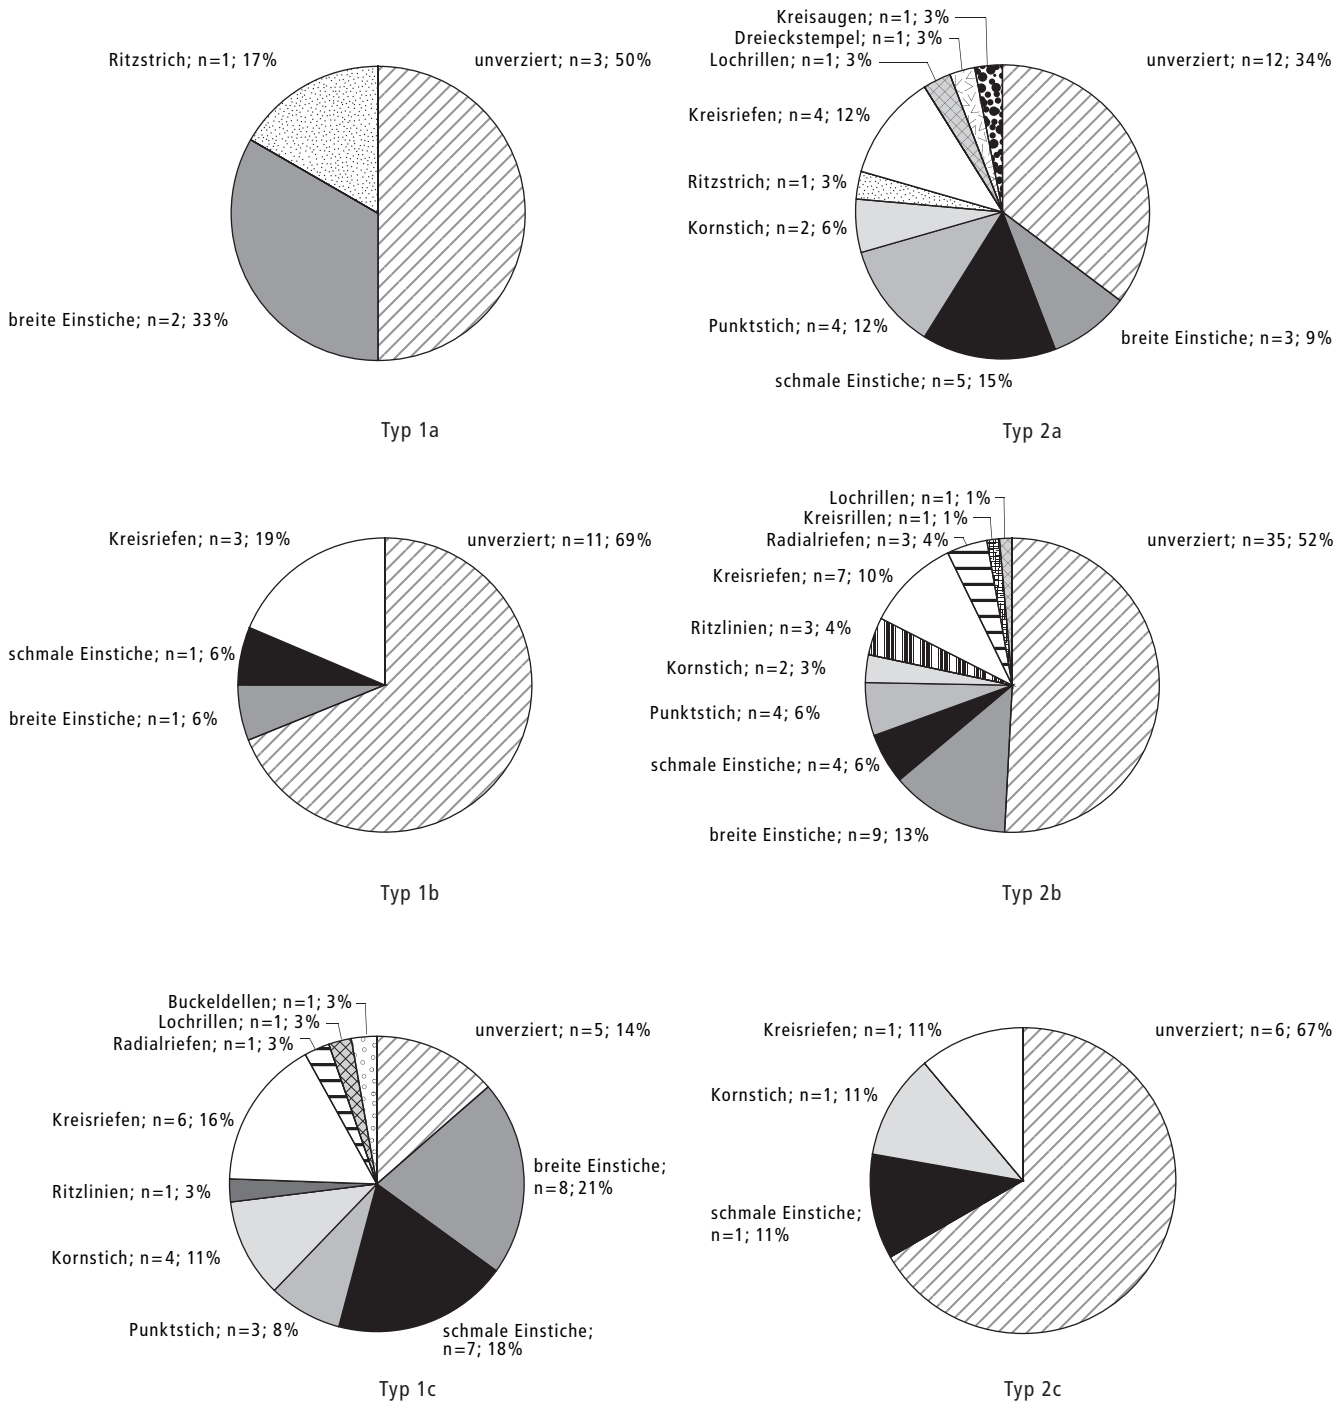 Ritzstrich; n=1; 17%
unverziert; n=3; 50%
breite Einstiche; n=2; 33%
Typ 1a
Kreisaugen; n=1; 3%
Dreieckstempel; n=1; 3%
Lochrillen; n=1; 3%
unverziert; n=12; 34%
Kreisriefen; n=4; 12%
Ritzstrich; n=1; 3%
Kornstich; n=2; 6%
Punktstich; n=4; 12%
breite Einstiche; n=3; 9%
schmale Einstiche; n=5; 15%
Typ 2a
Kreisriefen; n=3; 19%
unverziert; n=11; 69%
schmale Einstiche; n=1; 6%
breite Einstiche; n=1; 6%
Typ 1b
Lochrillen; n=1; 1%
Kreisrillen; n=1; 1%
Radialriefen; n=3; 4%
unverziert; n=35; 52%
Kreisriefen; n=7; 10%
Ritzlinien; n=3; 4%
Kornstich; n=2; 3%
Punktstich; n=4; 6%
schmale Einstiche; n=4; 6%
breite Einstiche; n=9; 13%
Typ 2b
Buckeldellen; n=1; 3%
Lochrillen; n=1; 3%
Radialriefen; n=1; 3%
unverziert; n=5; 14%
Kreisriefen; n=6; 16%
breite Einstiche;
n=8; 21%
Ritzlinien; n=1; 3%
Kornstich; n=4; 11%
Punktstich; n=3; 8%
schmale Einstiche;
n=7; 18%
Typ 1c
Kreisriefen; n=1; 11%
unverziert; n=6; 67%
Kornstich; n=1; 11%
schmale Einstiche;
n=1; 11%
Typ 2c